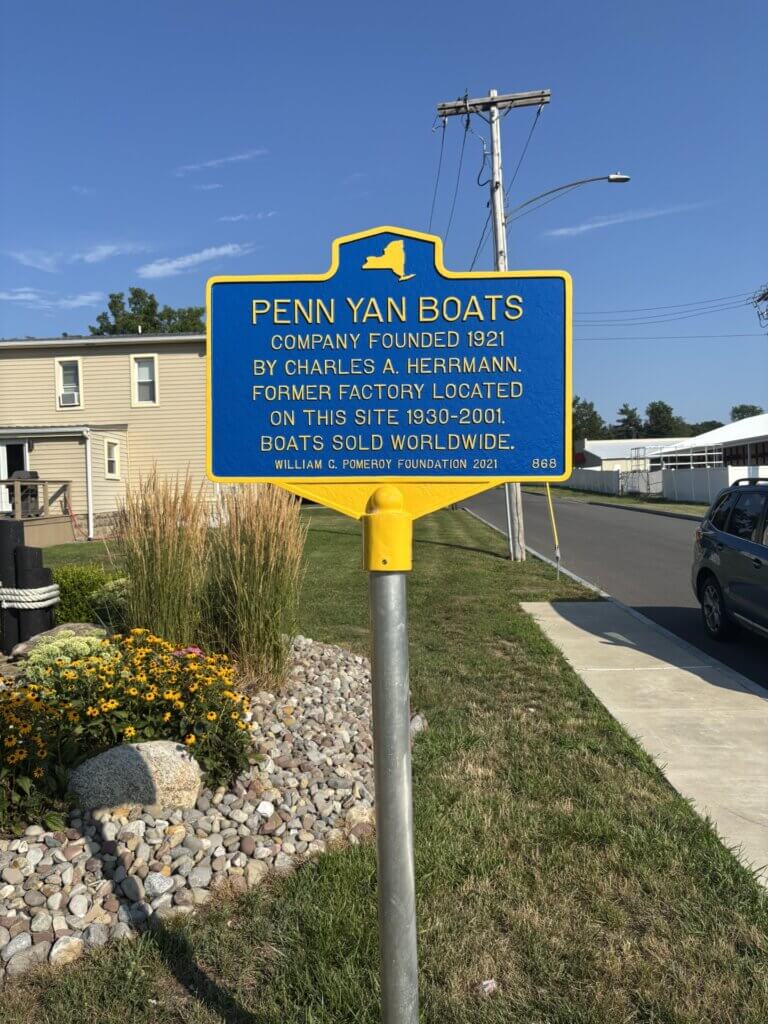 PENN YAN BOATS
COMPANY FOUNDED 1921
BY CHARLES A. HERRMANN.
FORMER FACTORY LOCATED
ON THIS SITE 1930-2001.
BOATS SOLD WORLDWIDE.
WILLIAM G. POMEROY FOUNDATION 2021 868